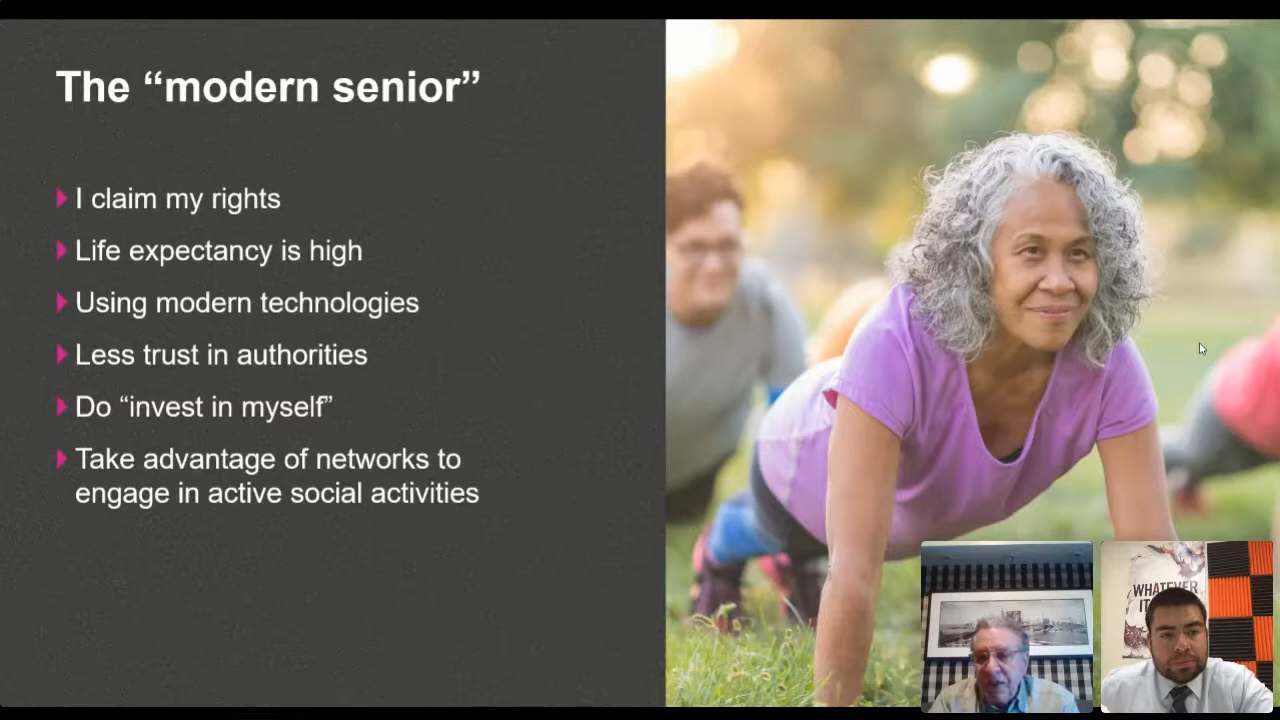 The “modern senior”
I claim my rights
Life expectancy is high
Using modern technologies
Less trust in authorities
Do “invest in myself”
Take advantage of networks to
engage in active social activities
WHATEVER
IT